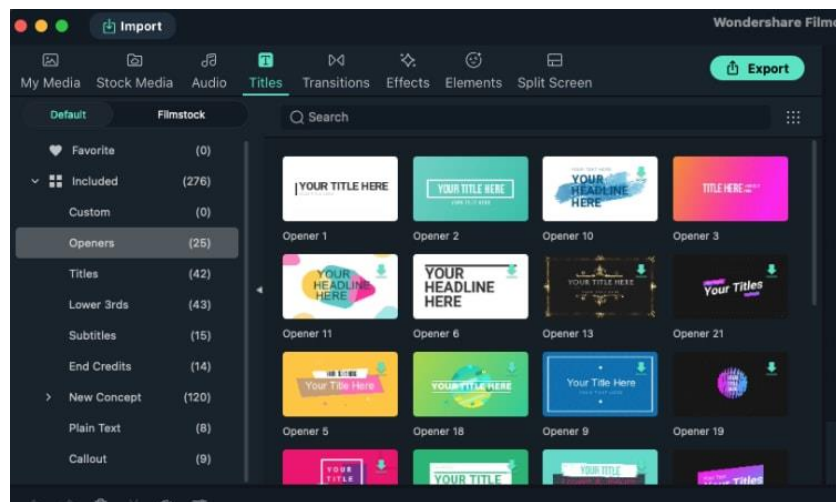 Import
Wondershare Filmo
My Media Stock Media Audio Titles Transitions Effects Elements Split Screen
Export
Default Filmstock
Search
Favorite (0)
Included (276)
Custom (0)
Openers (25)
Titles (42)
Lower 3rds (43)
Subtitles (15)
End Credits (14)
New Concept (120)
Plain Text (8)
Callout (9)
YOUR TITLE HERE
YOUR TITLE HERE
YOUR
HEADLINE
HERE
TITLE HERE
Opener 1 Opener 2 Opener 10 Opener 3
YOUR
HEADLINE
HERE
YOUR
HEADLINE
HERE
YOUR TITLE HERE
Your Titles
Opener 11 Opener 6 Opener 13 Opener 21
Your Title Here
YOUR TITLE HERE
Your Title Here
Opener 5 Opener 18 Opener 9 Opener 19
YOUR
TITLE
YOUR TITLE
YOUR TITLE
Your Titles